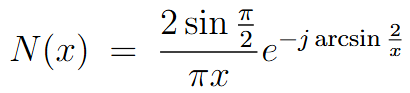 N(x) = \frac{2 \sin \frac{\pi}{2}}{\pi x} e^{-j \arcsin \frac{2}{x}}